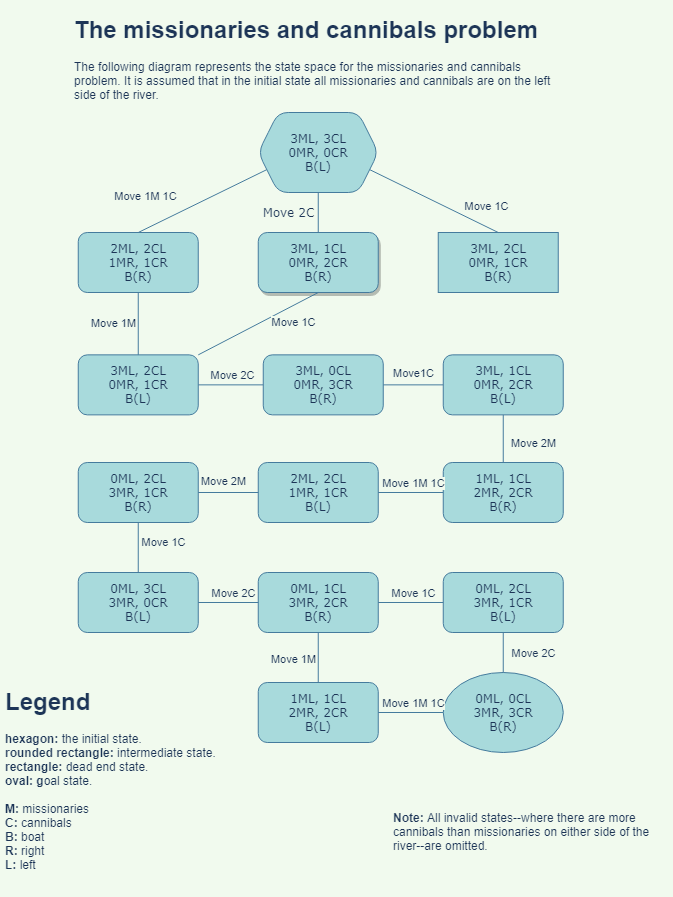 The missionaries and cannibals problem
The following diagram represents the state space for the missionaries and cannibals
problem. It is assumed that in the initial state all missionaries and cannibals are on the left
side of the river.
3ML, 3CL
0MR, 0CR
B(L)
Move 1M 1C
Move 2C
Move 1C
2ML, 2CL
1MR, 1CR
B(R)
3ML, 1CL
0MR, 2CR
B(R)
3ML, 2CL
0MR, 1CR
B(R)
Move 1M
Move 1C
3ML, 2CL
0MR, 1CR
B(L)
Move 2C
3ML, 0CL
0MR, 3CR
B(R)
Move1C
3ML, 1CL
0MR, 2CR
B(L)
Move 2M
0ML, 2CL
3MR, 1CR
B(R)
Move 2M
2ML, 2CL
1MR, 1CR
B(L)
Move 1M 1C
1ML, 1CL
2MR, 2CR
B(R)
Move 1C
0ML, 3CL
3MR, 0CR
B(L)
Move 2C
0ML, 1CL
3MR, 2CR
B(R)
Move 1C
0ML, 2CL
3MR, 1CR
B(L)
Move 1M
Move 2C
1ML, 1CL
2MR, 2CR
B(L)
Move 1M 1C
0ML, 0CL
3MR, 3CR
B(R)
Legend
hexagon: the initial state.
rounded rectangle: intermediate state.
rectangle: dead end state.
oval: goal state.
M: missionaries
C: cannibals
B: boat
R: right
L: left
Note: All invalid states--where there are more
cannibals than missionaries on either side of the
river--are omitted.